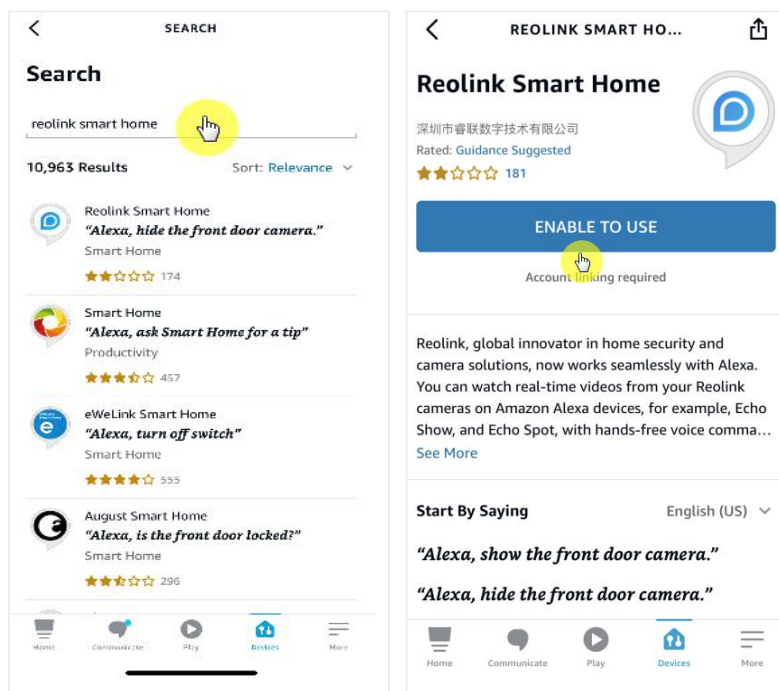 SEARCH
Search
reolink smart home
10,963 Results
Sort: Relevance
Reolink Smart Home
“Alexa, hide the front door camera.”
Smart Home
174
Smart Home
“Alexa, ask Smart Home for a tip”
Productivity
457
eWeLink Smart Home
“Alexa, turn off switch”
Smart Home
555
August Smart Home
“Alexa, is the front door locked?”
Smart Home
296
Home
Communicate
Play
Devices
More
REOLINK SMART HO...
Reolink Smart Home
深圳市睿联数字技术有限公司
Rated: Guidance Suggested
181
ENABLE TO USE
Account linking required
Reolink, global innovator in home security and
camera solutions, now works seamlessly with Alexa.
You can watch real-time videos from your Reolink
cameras on Amazon Alexa devices, for example, Echo
Show, and Echo Spot, with hands-free voice comma...
See More
Start By Saying
English (US)
“Alexa, show the front door camera.”
“Alexa, hide the front door camera.”
Home
Communicate
Play
Devices
More